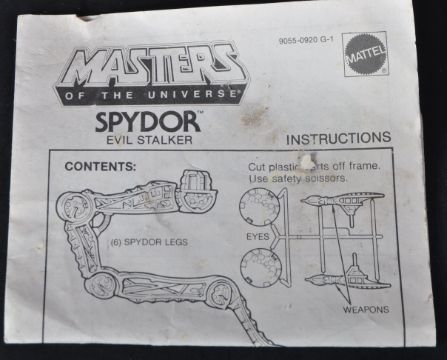 9055-0920 G-1
MATTEL
®
MASTERS
OF THE UNIVERSE®
SPYDOR™
EVIL STALKER
INSTRUCTIONS
CONTENTS:
Cut plastic parts off frame.
Use safety scissors.
(6) SPYDOR LEGS
EYES
WEAPONS